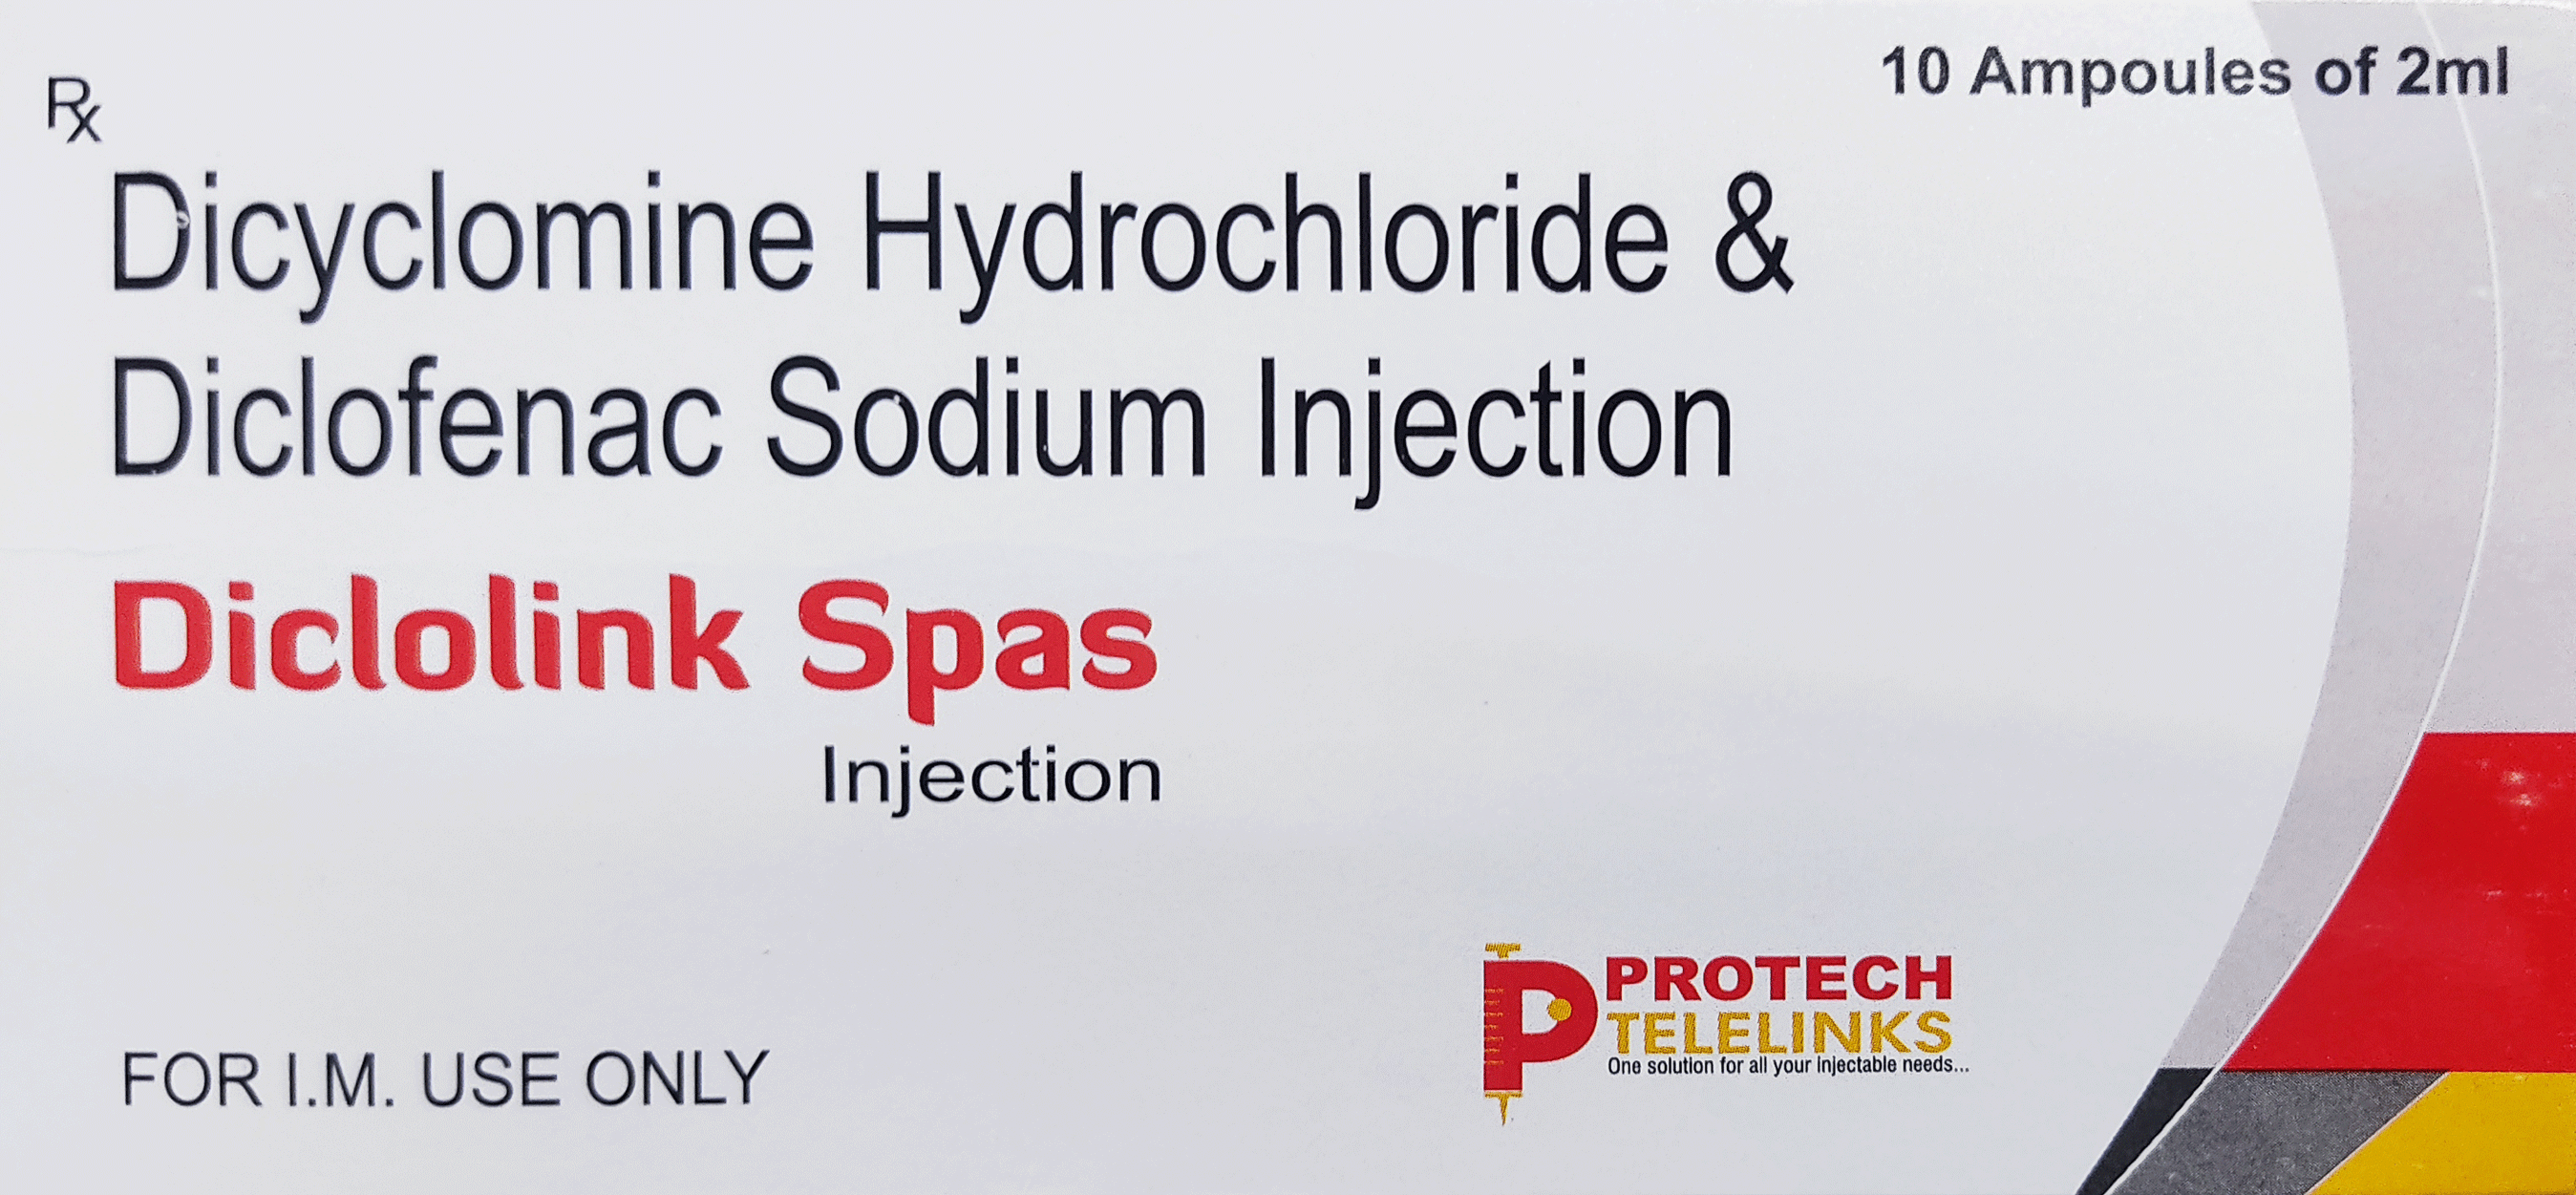 Rx
10 Ampoules of 2ml
Dicyclomine Hydrochloride &
Diclofenac Sodium Injection
Diclolink Spas
Injection
FOR I.M. USE ONLY
PROTECH
TELELINKS
One solution for all your Injectable needs...